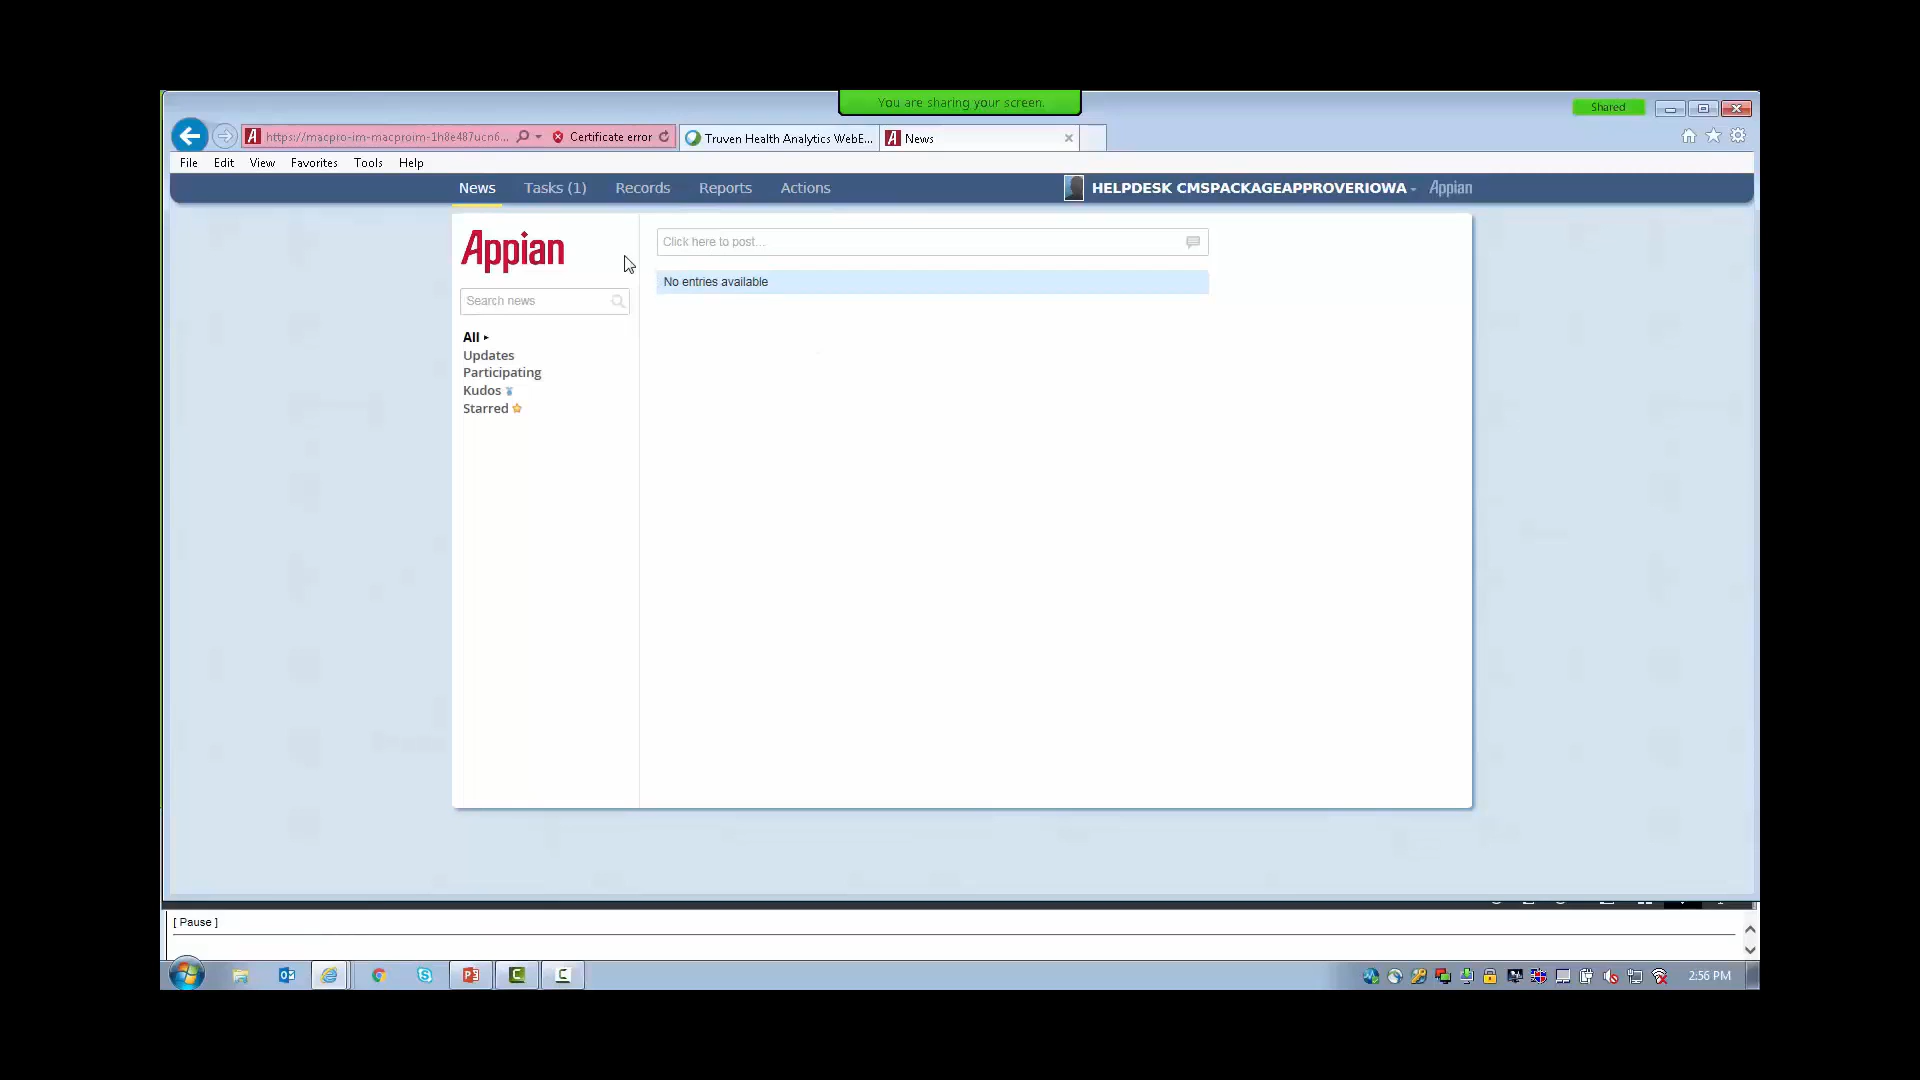 You are sharing your screen.
Shared
https://macpro-im-macproim-1h8e487ucn6...
Certificate error
Truven Health Analytics WebE...
News
File Edit View Favorites Tools Help
News Tasks (1) Records Reports Actions
HELPDESK CMSPACKAGEAPPROVERIOWA
Appian
Appian
Click here to post...
No entries available
Search news
All
Updates
Participating
Kudos
Starred
[ Pause ]
2:56 PM